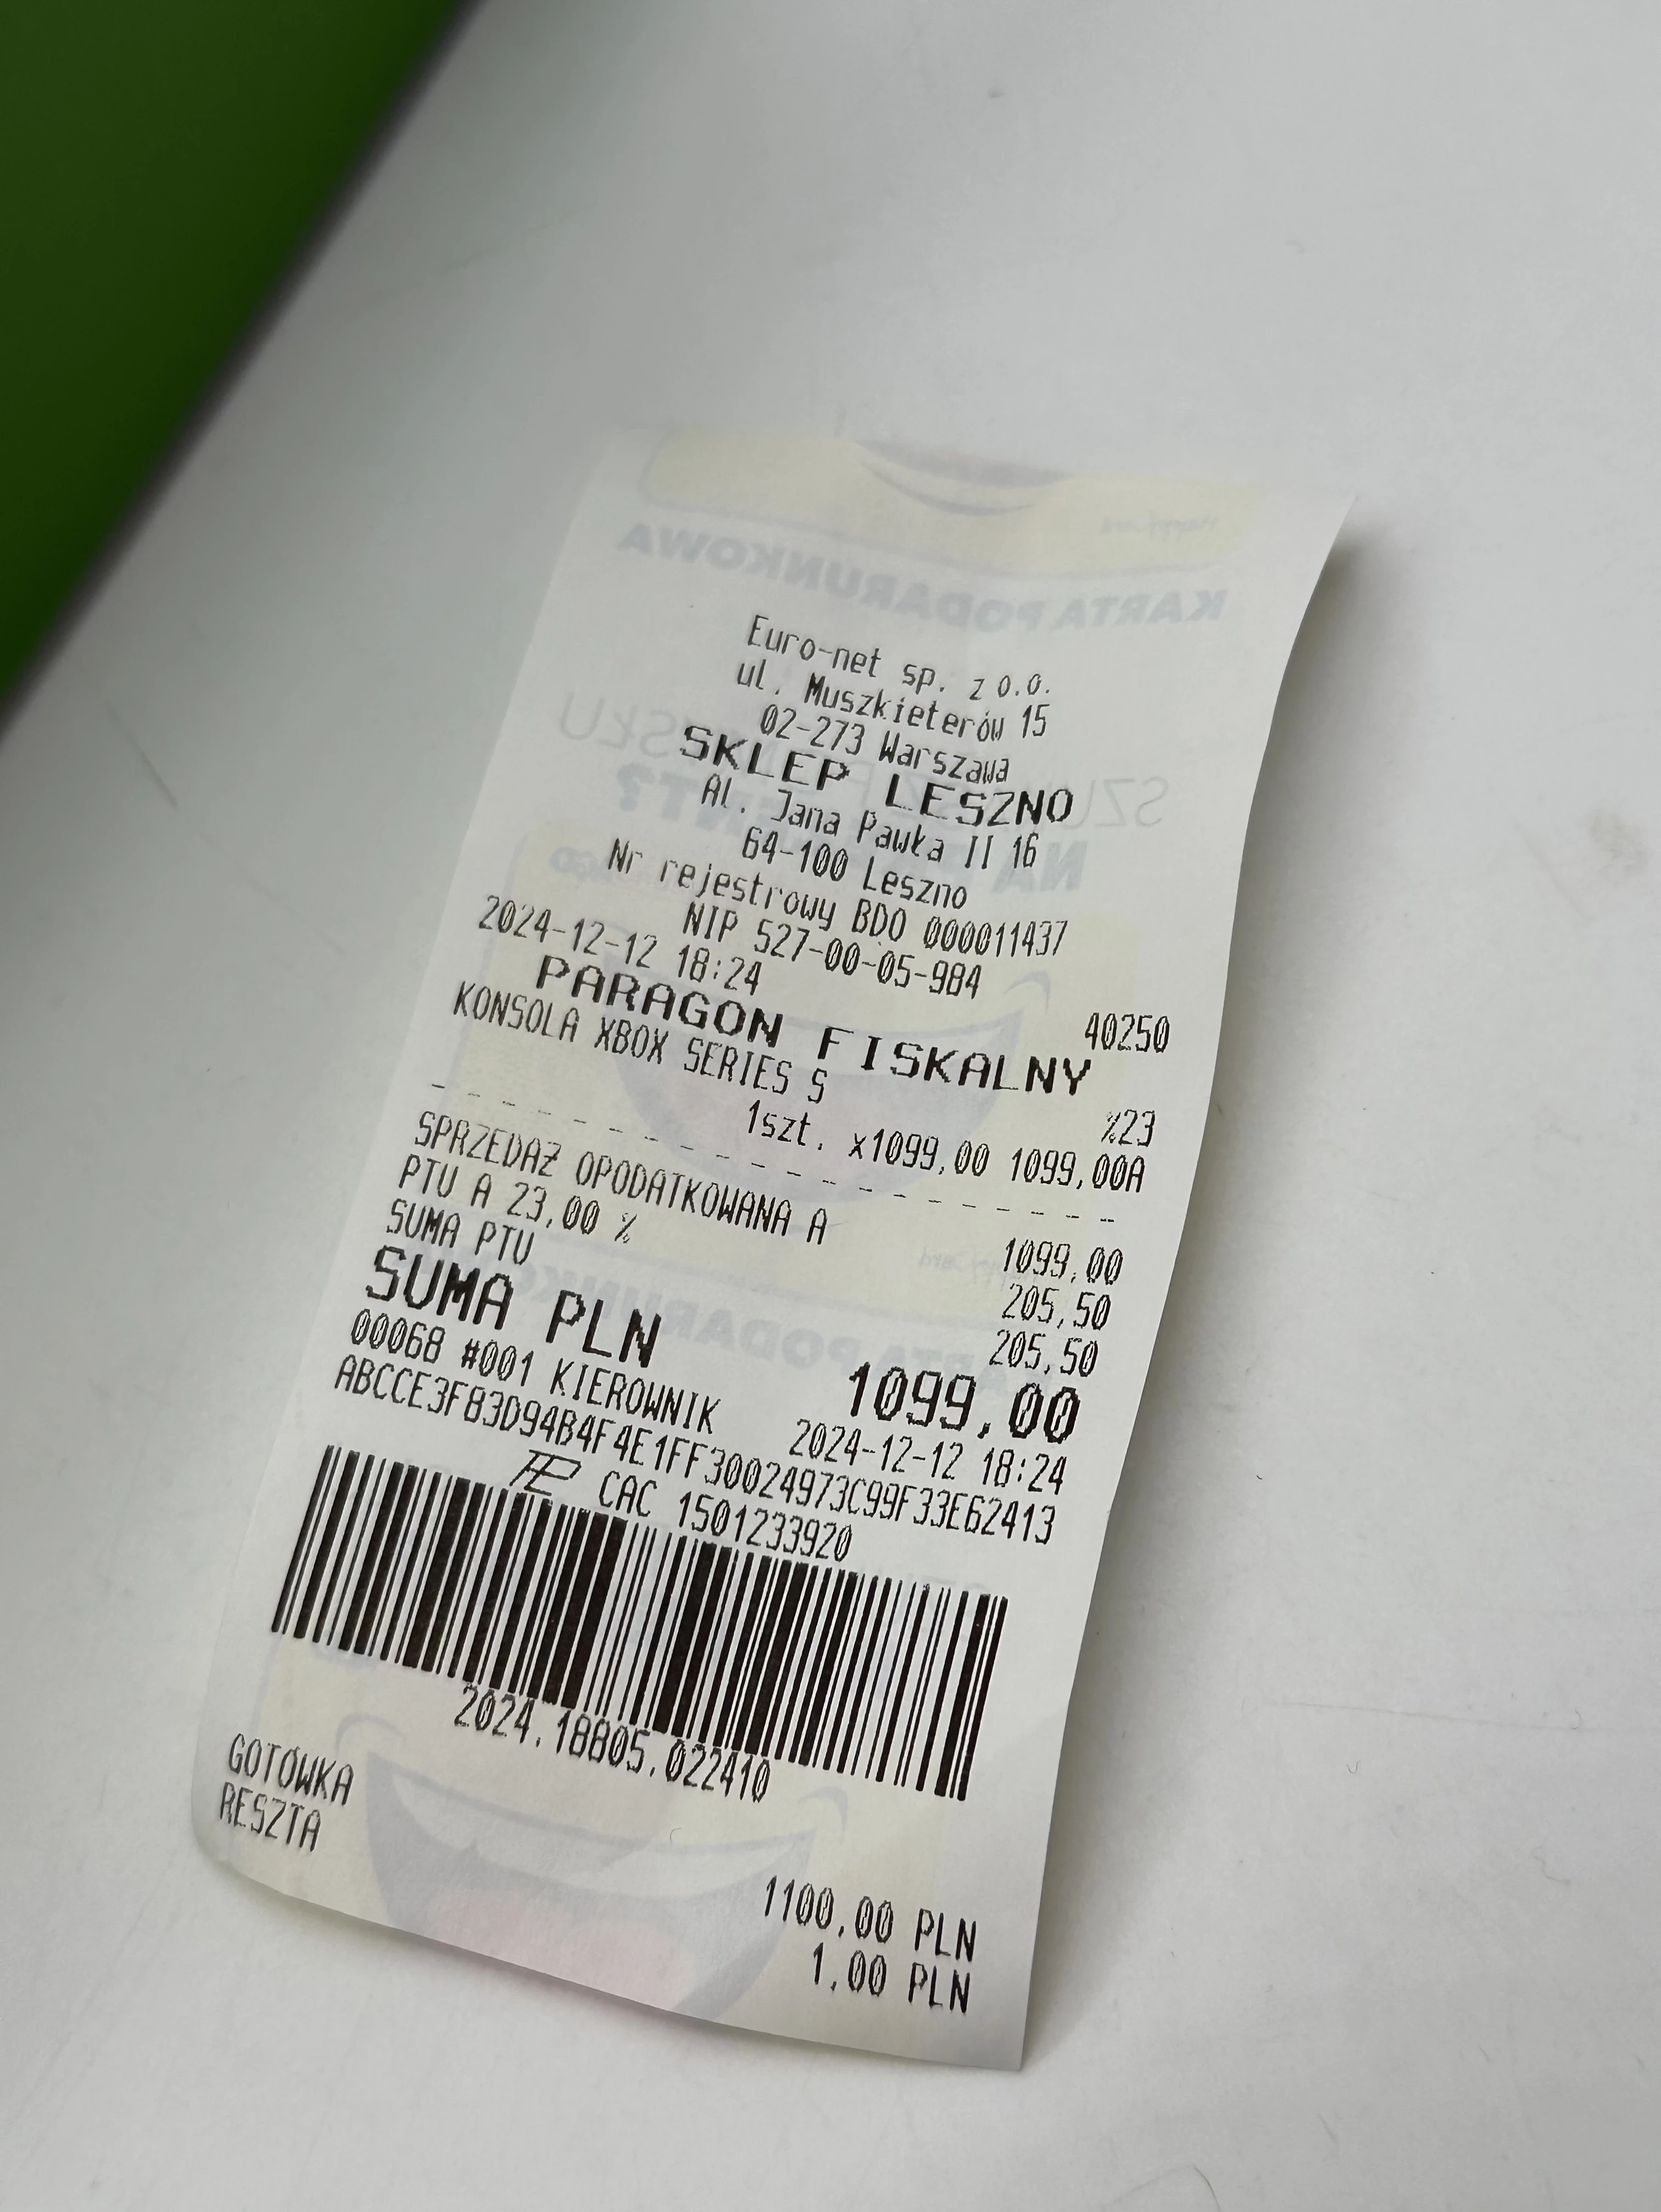 Euro-net sp. z o.o.
ul. Muszkieterów 15
02-273 Warszawa
SKLEP LESZNO
Al. Jana Pawła II 16
64-100 Leszno
Nr rejestrowy BDO 000011437
NIP 527-00-05-984
2024-12-12 18:24 40250
PARAGON FISKALNY
KONSOLA XBOX SERIES S %23
1szt. x1099,00 1099,00A
SPRZEDAŻ OPODATKOWANA A 1099,00
PTU A 23,00 % 205,50
SUMA PTU 205,50
SUMA PLN 1099,00
00068 #001 KIEROWNIK 2024-12-12 18:24
ABCCE3F83D94B4F4E1FF30024973C99F33E62413
CAC 1501233920
2024.18805.022410
GOTÓWKA 1100,00 PLN
RESZTA 1,00 PLN
KARTA PODARUNKOWA